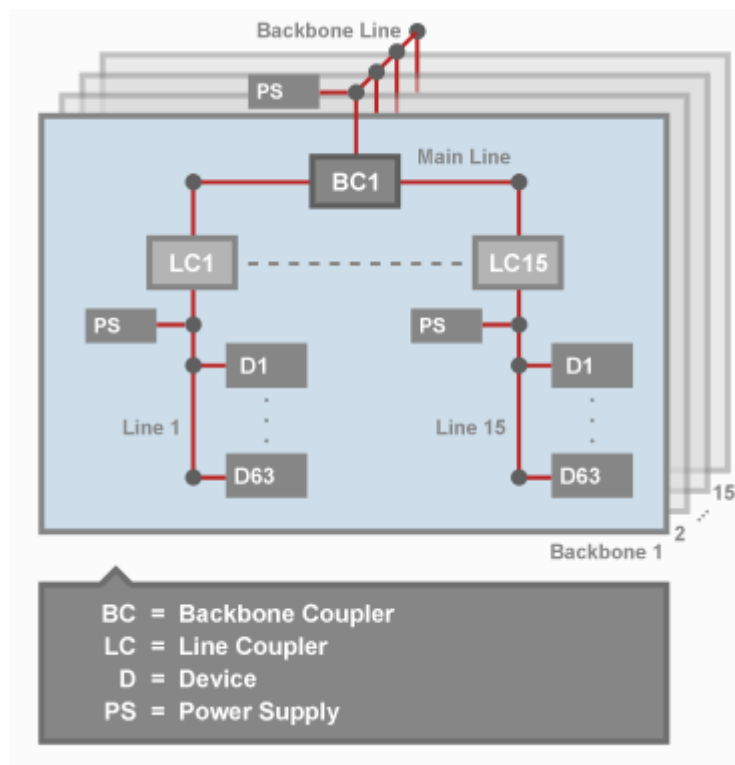 Backbone Line
PS
Main Line
BC1
LC1
LC15
PS
PS
D1
D1
Line 1
Line 15
D63
D63
15
2
Backbone 1
BC = Backbone Coupler
LC = Line Coupler
D = Device
PS = Power Supply